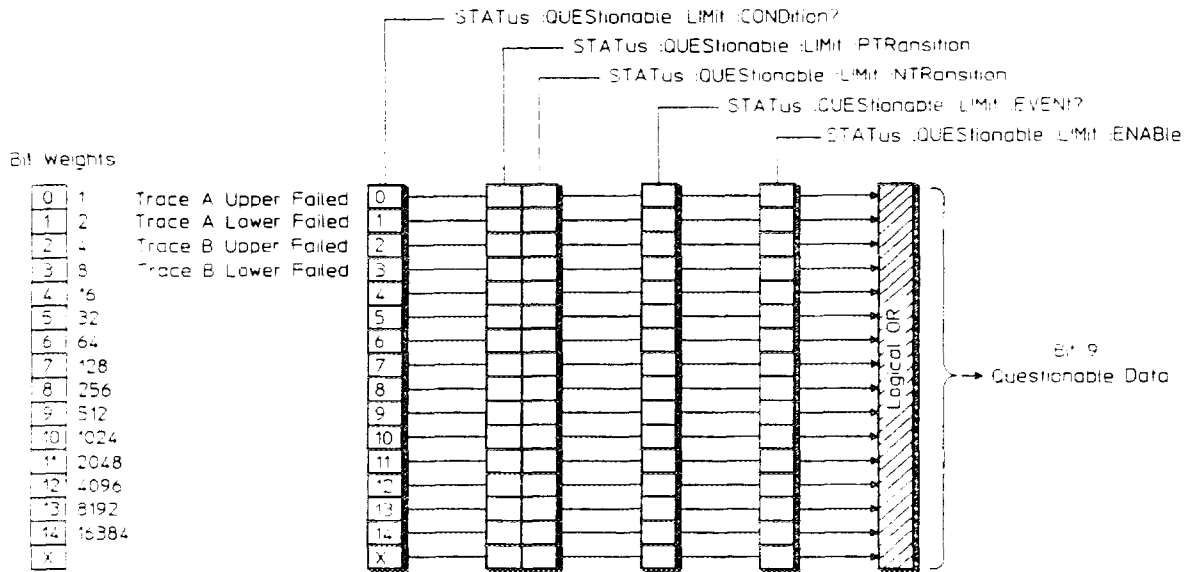 STATus :QUEStionable :LIMit :CONDition?
STATus :QUEStionable :LIMit :PTRansition
STATus :QUEStionable :LIMit :NTRansition
STATus :QUEStionable :LIMit :EVENt?
STATus :QUEStionable :LIMit :ENABle
Bit Weights
0 1 Trace A Upper Failed 0
1 2 Trace A Lower Failed 1
2 4 Trace B Upper Failed 2
3 8 Trace B Lower Failed 3
4 16 4
5 32 5
6 64 6
7 128 7
8 256 8
9 512 9
10 1024 10
11 2048 11
12 4096 12
13 8192 13
14 16384 14
X X
Logical OR
Bit 9
Questionable Data